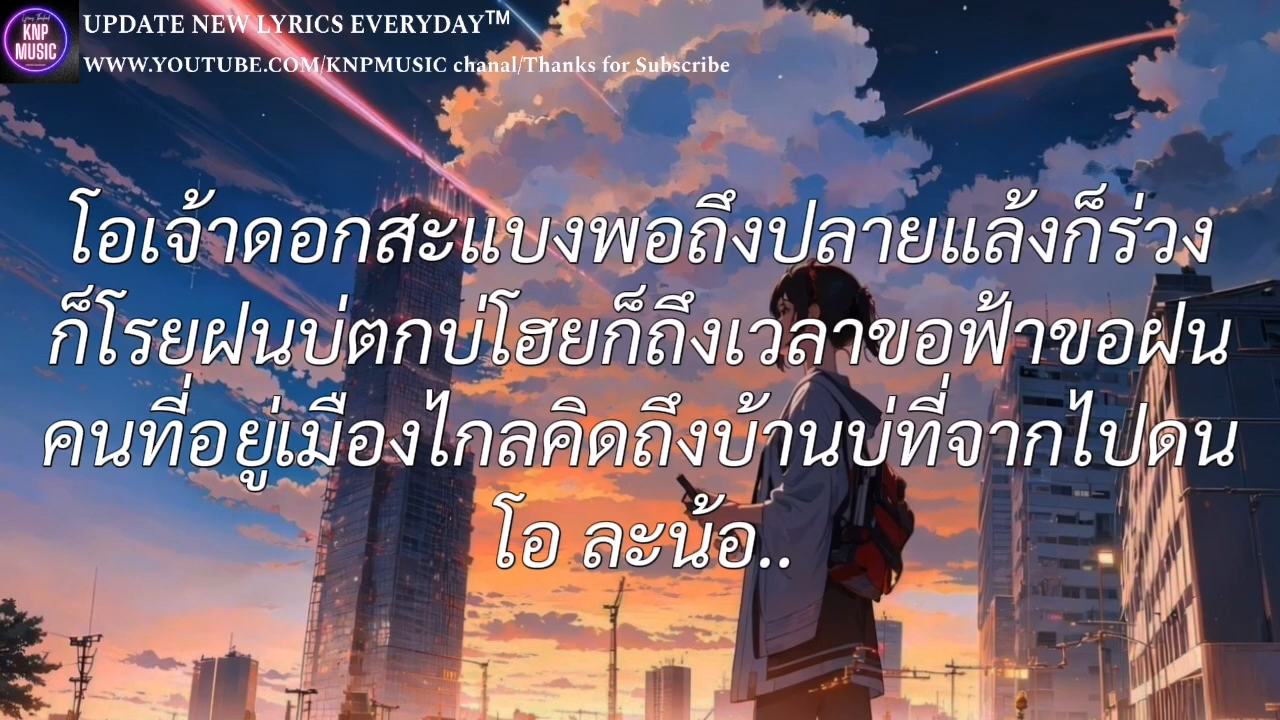 KNP
MUSIC
UPDATE NEW LYRICS EVERYDAY™
WWW.YOUTUBE.COM/KNPMUSIC chanal/Thanks for Subscribe
โอเจ้าดอกสะแบงพอถึงปลายแล้งก็ร่วง
ก็โรยฝนบ่ตกบ่โฮยก็ถึงเวลาขอฟ้าขอฝน
คนที่อยู่เมืองไกลคิดถึงบ้านบ่ที่จากไปดน
โอ ละน้อ..